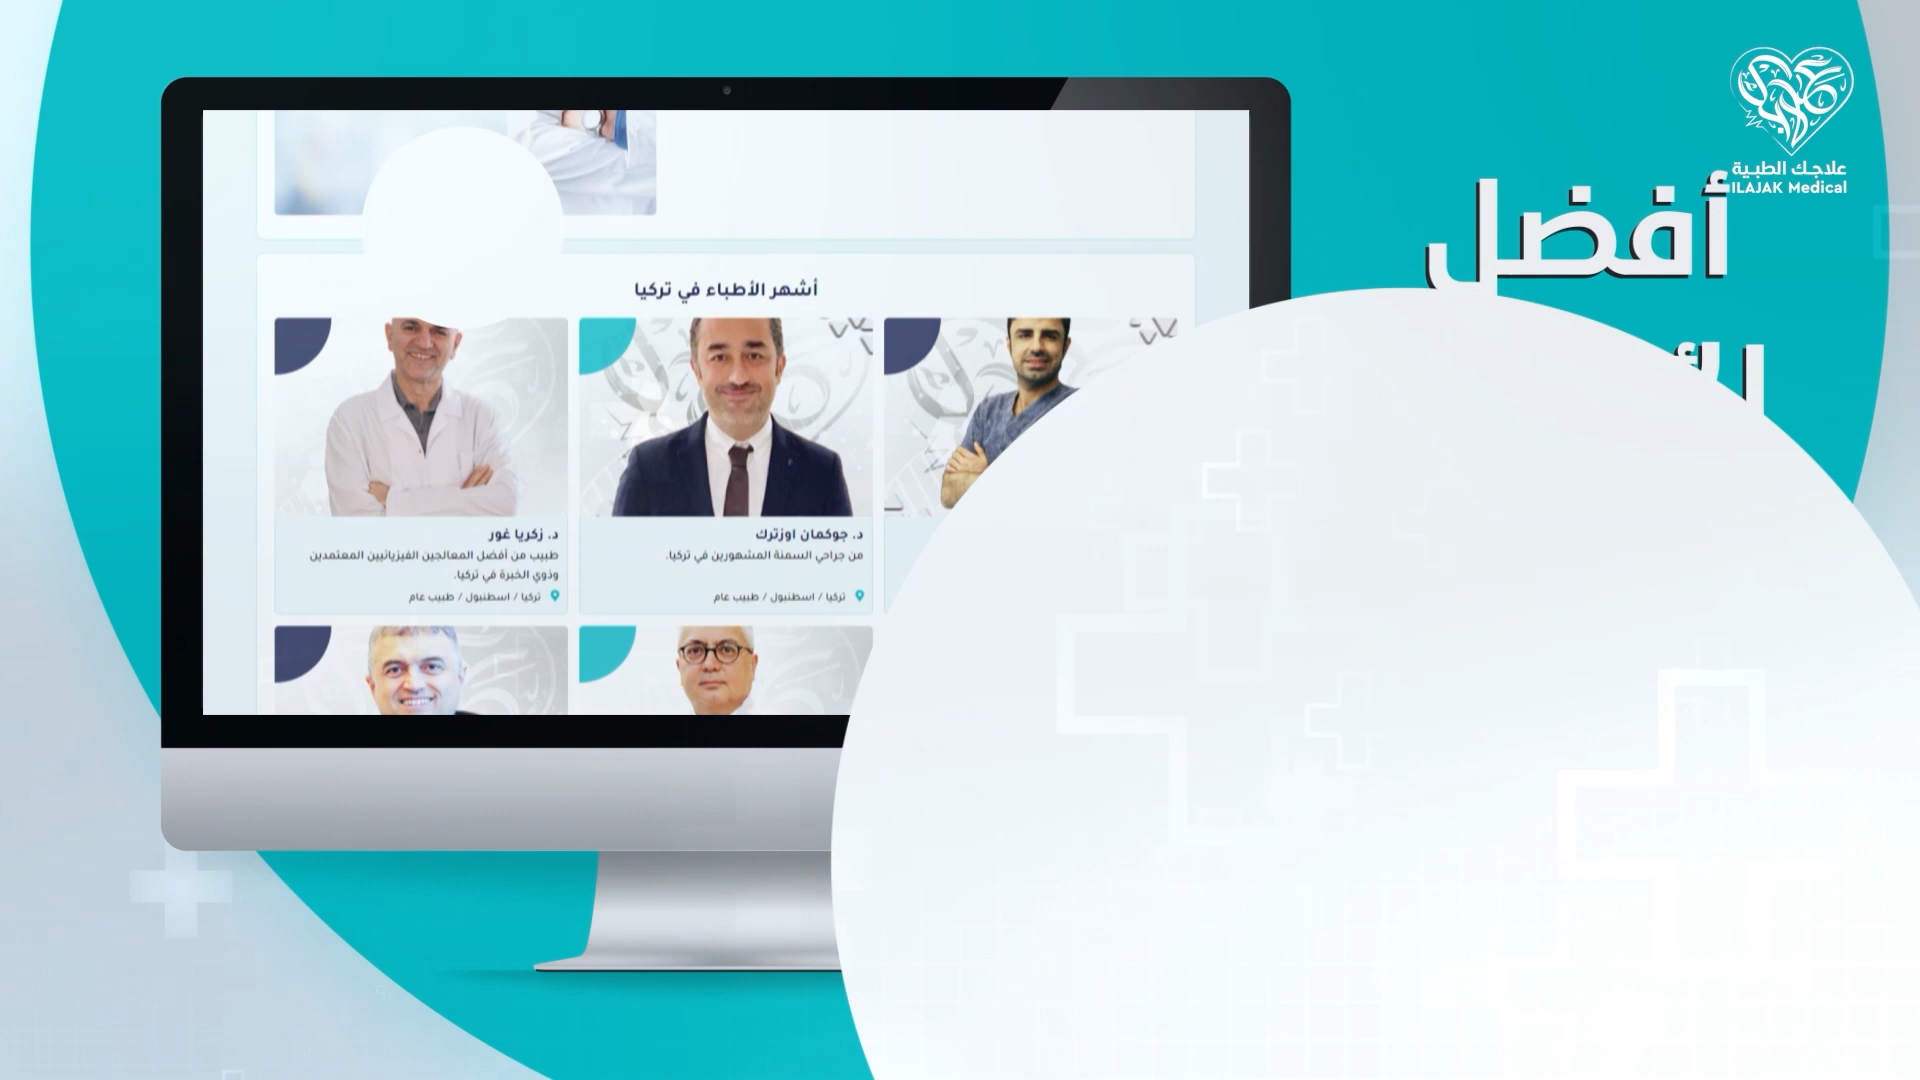 علاجك الطبية
ILAJAK Medical
أفضل
أشهر الأطباء في تركيا
د. جوكمان اوزترك
من جراحي السمنة المشهورين في تركيا.
تركيا / اسطنبول / طبيب عام
د. زكريا غور
طبيب من أفضل المعالجين الفيزيائيين المعتمدين
وذوي الخبرة في تركيا.
تركيا / اسطنبول / طبيب عام